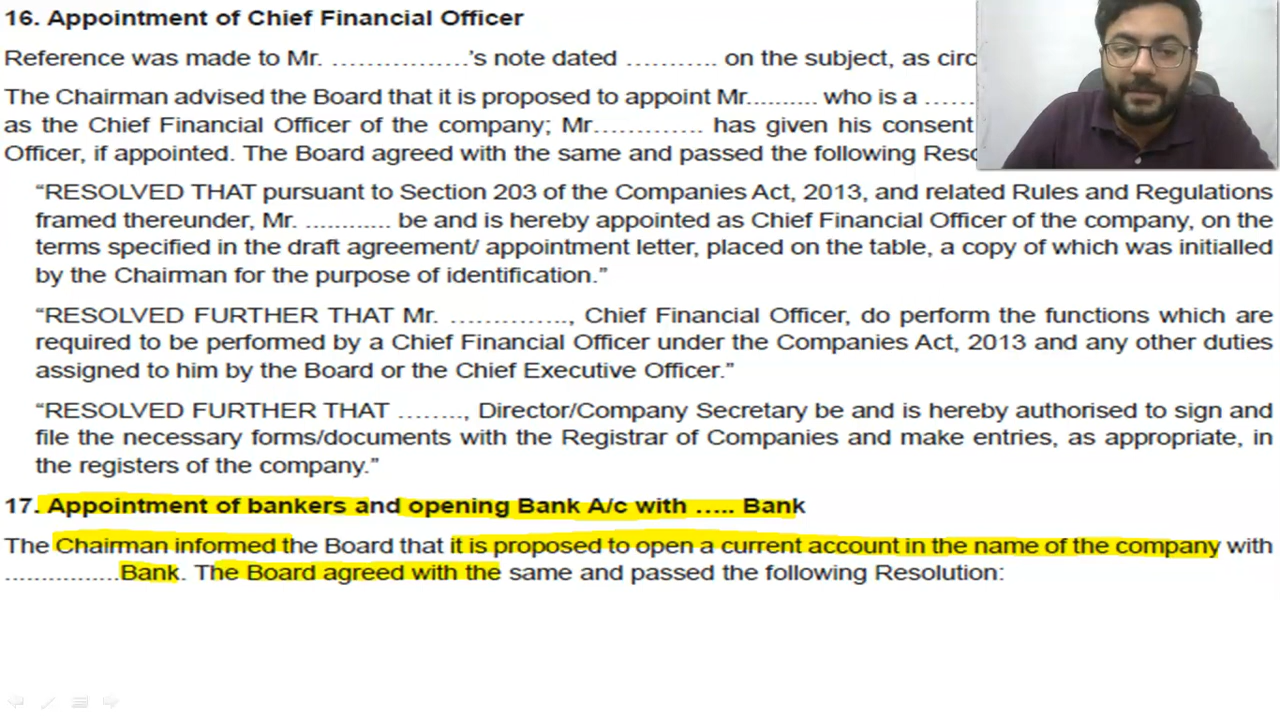 16. Appointment of Chief Financial Officer
Reference was made to Mr. ................'s note dated ........... on the subject, as circ
The Chairman advised the Board that it is proposed to appoint Mr.......... who is a ......
as the Chief Financial Officer of the company; Mr............. has given his consent
Officer, if appointed. The Board agreed with the same and passed the following Reso
“RESOLVED THAT pursuant to Section 203 of the Companies Act, 2013, and related Rules and Regulations
framed thereunder, Mr. ............ be and is hereby appointed as Chief Financial Officer of the company, on the
terms specified in the draft agreement/ appointment letter, placed on the table, a copy of which was initialled
by the Chairman for the purpose of identification.”
“RESOLVED FURTHER THAT Mr. .............., Chief Financial Officer, do perform the functions which are
required to be performed by a Chief Financial Officer under the Companies Act, 2013 and any other duties
assigned to him by the Board or the Chief Executive Officer.”
“RESOLVED FURTHER THAT ........, Director/Company Secretary be and is hereby authorised to sign and
file the necessary forms/documents with the Registrar of Companies and make entries, as appropriate, in
the registers of the company.”
17. Appointment of bankers and opening Bank A/c with ..... Bank
The Chairman informed the Board that it is proposed to open a current account in the name of the company with
.................Bank. The Board agreed with the same and passed the following Resolution: